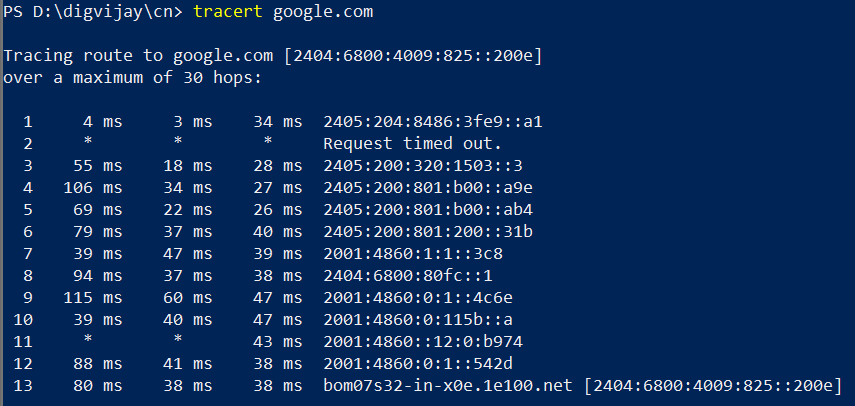 PS D:\digvijay\cn> tracert google.com
Tracing route to google.com [2404:6800:4009:825::200e]
over a maximum of 30 hops:
1 4 ms 3 ms 34 ms 2405:204:8486:3fe9::a1
2 * * * Request timed out.
3 55 ms 18 ms 28 ms 2405:200:320:1503::3
4 106 ms 34 ms 27 ms 2405:200:801:b00::a9e
5 69 ms 22 ms 26 ms 2405:200:801:b00::ab4
6 79 ms 37 ms 40 ms 2405:200:801:200::31b
7 39 ms 47 ms 39 ms 2001:4860:1:1::3c8
8 94 ms 37 ms 38 ms 2404:6800:80fc::1
9 115 ms 60 ms 47 ms 2001:4860:0:1::4c6e
10 39 ms 40 ms 47 ms 2001:4860:0:115b::a
11 * * 43 ms 2001:4860::12:0:b974
12 88 ms 41 ms 38 ms 2001:4860:0:1::542d
13 80 ms 38 ms 38 ms bom07s32-in-x0e.1e100.net [2404:6800:4009:825::200e]